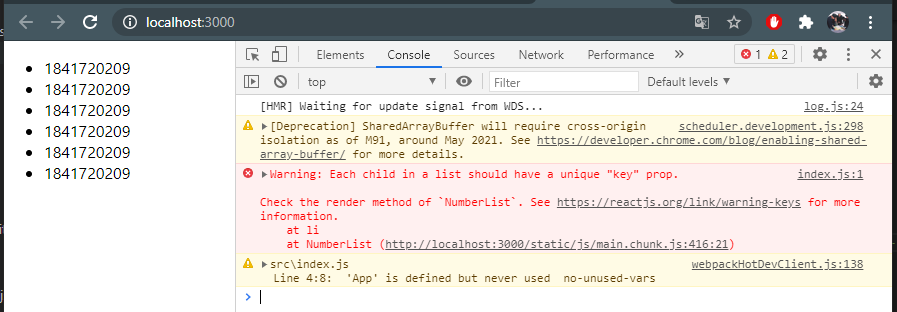 localhost:3000
Elements Console Sources Network Performance » 1 2
top Filter Default levels
[HMR] Waiting for update signal from WDS... log.js:24
[Deprecation] SharedArrayBuffer will require cross-origin scheduler.development.js:298
isolation as of M91, around May 2021. See https://developer.chrome.com/blog/enabling-shared-
array-buffer/ for more details.
Warning: Each child in a list should have a unique "key" prop. index.js:1
Check the render method of `NumberList`. See https://reactjs.org/link/warning-keys for more
information.
at li
at NumberList (http://localhost:3000/static/js/main.chunk.js:416:21)
src\index.js webpackHotDevClient.js:138
Line 4:8: 'App' is defined but never used no-unused-vars
• 1841720209
• 1841720209
• 1841720209
• 1841720209
• 1841720209
• 1841720209